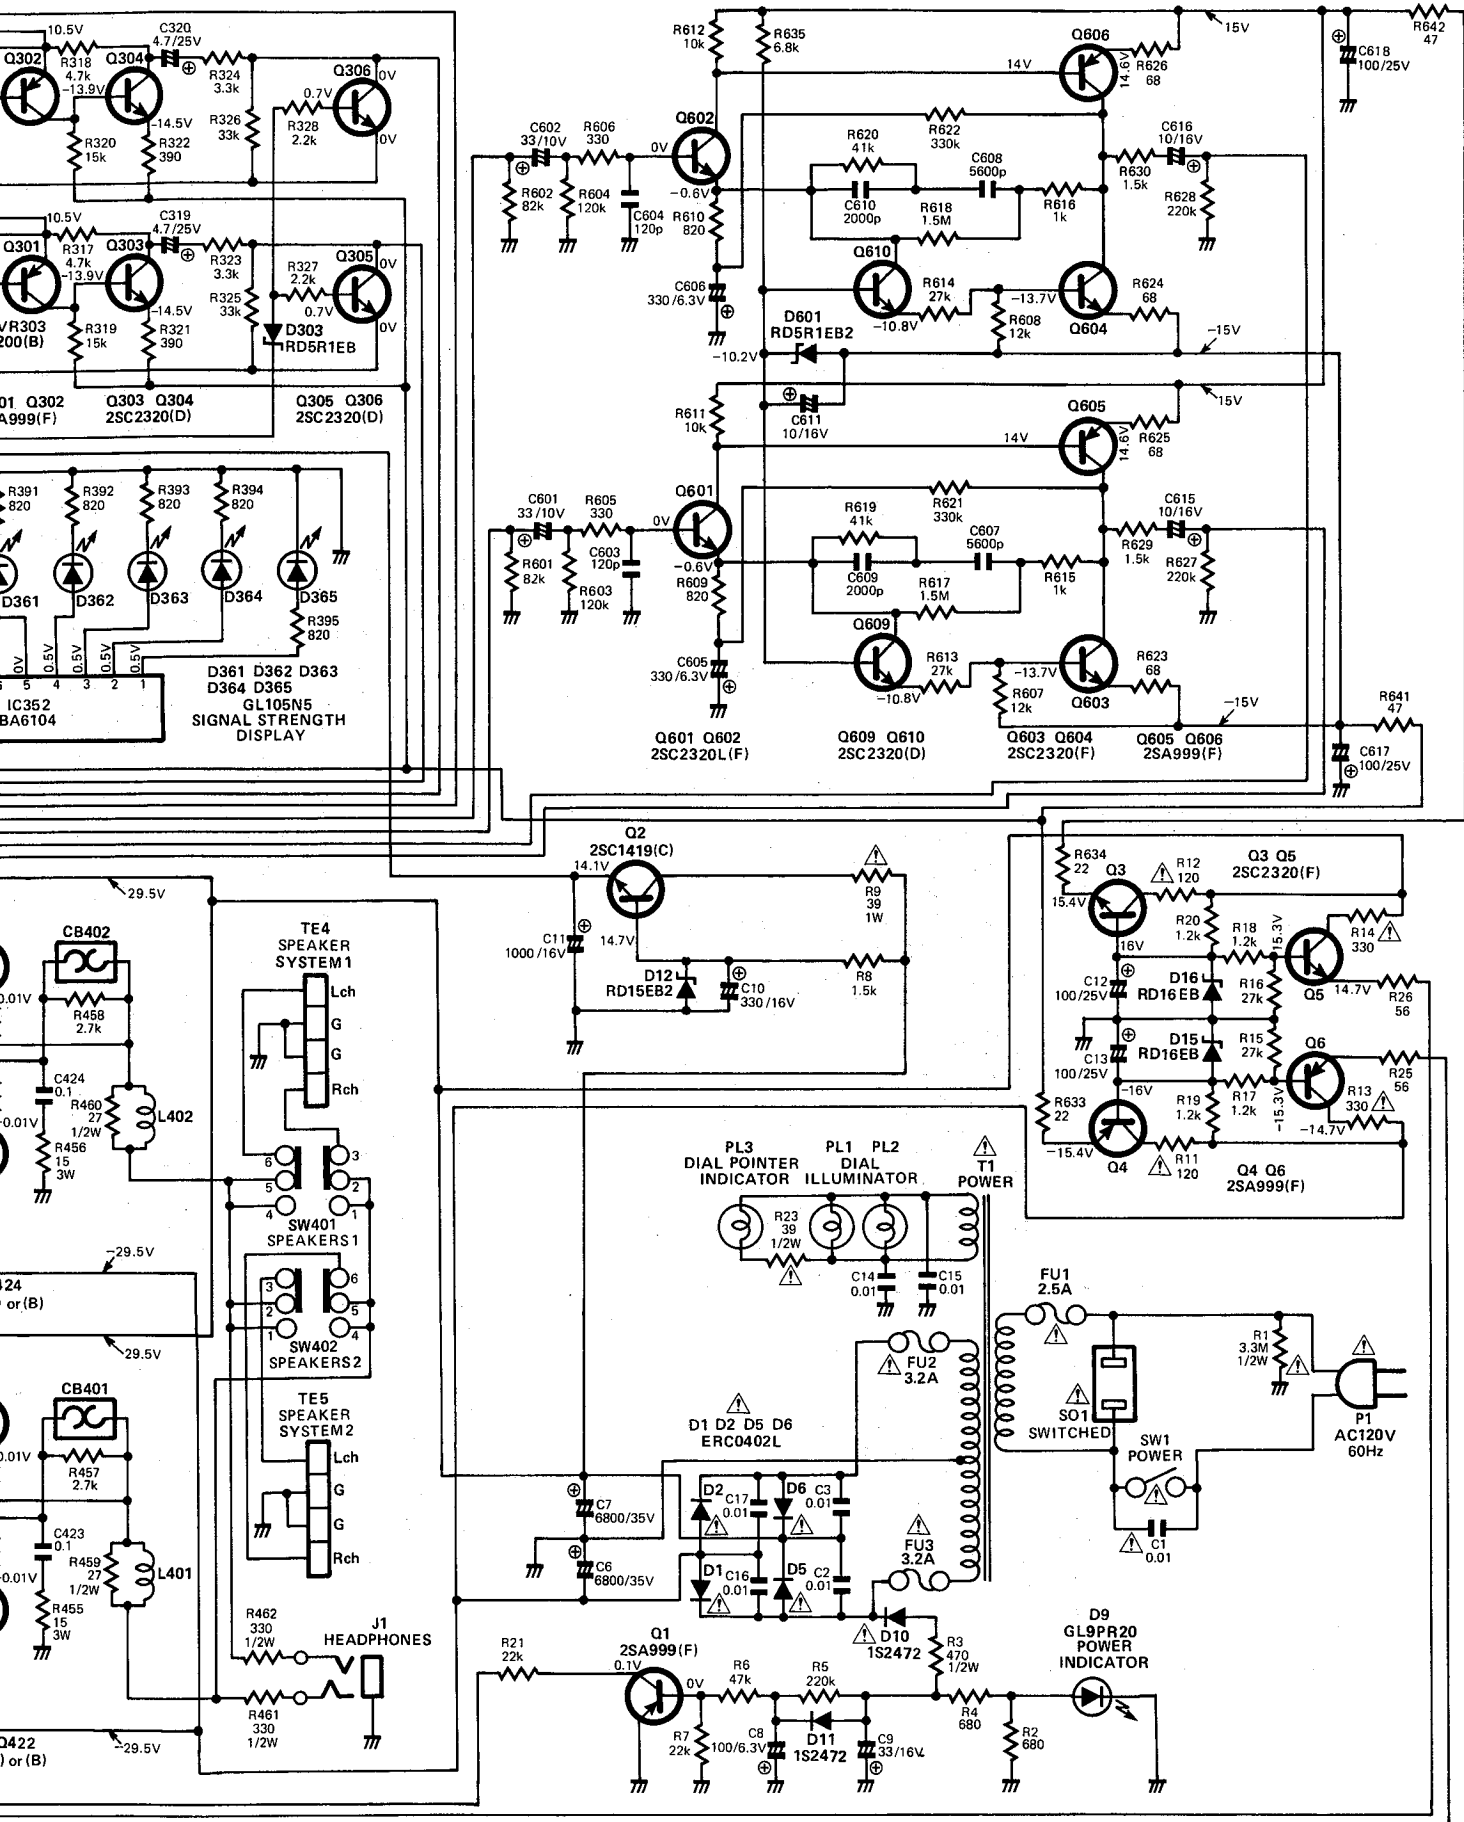 10.5V
Q302
R318
4.7k
-13.9V
Q304
C320
4.7/25V
R324
3.3k
-14.5V
R320
15k
R322
390
R326
33k
0.7V
R328
2.2k
Q306
0V
0V
10.5V
Q301
R317
4.7k
-13.9V
Q303
C319
4.7/25V
R323
3.3k
-14.5V
VR303
200(B)
R319
15k
R321
390
R325
33k
R327
2.2k
0.7V
Q305
0V
0V
D303
RD5R1EB
01 Q302
A999(F)
Q303 Q304
2SC2320(D)
Q305 Q306
2SC2320(D)
R391
820
R392
820
R393
820
R394
820
D361
D362
D363
D364
D365
R395
820
0V
0.5V
0.5V
0.5V
0.5V
5
4
3
2
1
IC352
BA6104
D361 D362 D363
D364 D365
GL105N5
SIGNAL STRENGTH
DISPLAY
R612
10k
R635
6.8k
14V
Q606
14.6V
R626
68
15V
C618
100/25V
R642
47
Q602
C602
33/10V
R606
330
0V
R602
82k
R604
120k
C604
120p
-0.6V
R610
820
C606
330/6.3V
R622
330k
R620
41k
C610
2000p
C608
5600p
R618
1.5M
R616
1k
C616
10/16V
R630
1.5k
R628
220k
Q610
-10.8V
R614
27k
R608
12k
-13.7V
Q604
R624
68
D601
RD5R1EB2
-10.2V
-15V
C611
10/16V
R611
10k
14V
Q605
14.6V
R625
68
15V
Q601
C601
33/10V
R605
330
0V
R601
82k
R603
120k
C603
120p
-0.6V
R609
820
C605
330/6.3V
R621
330k
R619
41k
C609
2000p
C607
5600p
R617
1.5M
R615
1k
C615
10/16V
R629
1.5k
R627
220k
Q609
-10.8V
R613
27k
R607
12k
-13.7V
Q603
R623
68
-15V
R641
47
C617
100/25V
Q601 Q602
2SC2320L(F)
Q609 Q610
2SC2320(D)
Q603 Q604
2SC2320(F)
Q605 Q606
2SA999(F)
Q2
2SC1419(C)
14.1V
C11
1000/16V
14.7V
D12
RD15EB2
C10
330/16V
R9
39
1W
R8
1.5k
R634
22
Q3
15.4V
R12
120
Q3 Q5
2SC2320(F)
R20
1.2k
R18
1.2k
15.3V
R14
330
16V
C12
100/25V
D16
RD16EB
R16
27k
Q5
14.7V
R26
56
C13
100/25V
D15
RD16EB
R15
27k
Q6
R25
56
-16V
R633
22
R19
1.2k
R17
1.2k
-15.3V
R13
330
-14.7V
-15.4V
Q4
R11
120
Q4 Q6
2SA999(F)
29.5V
CB402
0.01V
R458
2.7k
C424
0.1
R460
27
1/2W
L402
-0.01V
R456
15
3W
TE4
SPEAKER
SYSTEM1
Lch
G
G
Rch
6
5
4
3
2
1
SW401
SPEAKERS1
-29.5V
424
or(B)
29.5V
3
2
1
6
5
4
SW402
SPEAKERS2
CB401
0.01V
R457
2.7k
C423
0.1
R459
27
1/2W
L401
-0.01V
R455
15
3W
TE5
SPEAKER
SYSTEM2
Lch
G
G
Rch
R462
330
1/2W
J1
HEADPHONES
R461
330
1/2W
Q422
) or(B)
-29.5V
PL3
DIAL POINTER
INDICATOR
PL1 PL2
DIAL
ILLUMINATOR
T1
POWER
R23
39
1/2W
C14
0.01
C15
0.01
FU1
2.5A
FU2
3.2A
R1
3.3M
1/2W
SO1
SWITCHED
P1
AC120V
60Hz
SW1
POWER
C1
0.01
D1 D2 D5 D6
ERC0402L
D2
C17
0.01
D6
C3
0.01
C7
6800/35V
C6
6800/35V
D1
C16
0.01
D5
C2
0.01
FU3
3.2A
D10
1S2472
R3
470
1/2W
Q1
2SA999(F)
0.1V
0V
R21
22k
R6
47k
R5
220k
R4
680
D9
GL9PR20
POWER
INDICATOR
R7
22k
C8
100/6.3V
D11
1S2472
C9
33/16V
R2
680